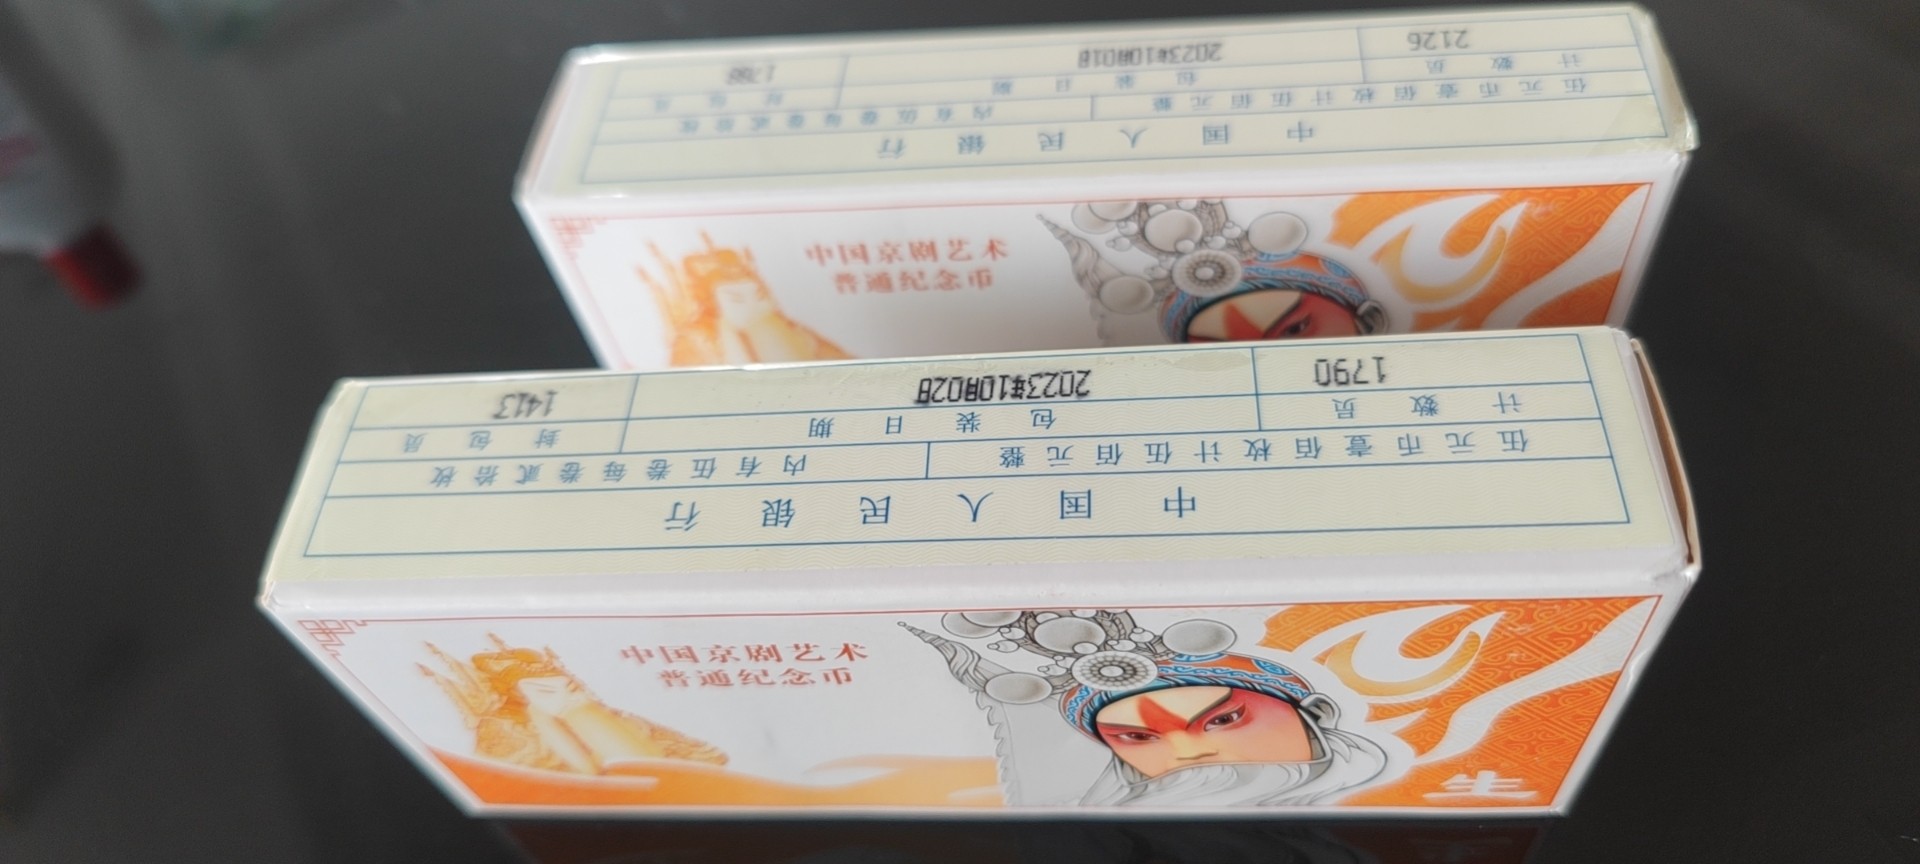 中国人民银行
伍元币壹佰枚计伍佰元整 内有伍卷每卷贰拾枚
计数员 包装日期 封包员
2126 2023年10月01日 1788
中国京剧艺术
普通纪念币
中国人民银行
伍元币壹佰枚计伍佰元整 内有伍卷每卷贰拾枚
计数员 包装日期 封包员
1790 2023年10月02日 1413
中国京剧艺术
普通纪念币
生